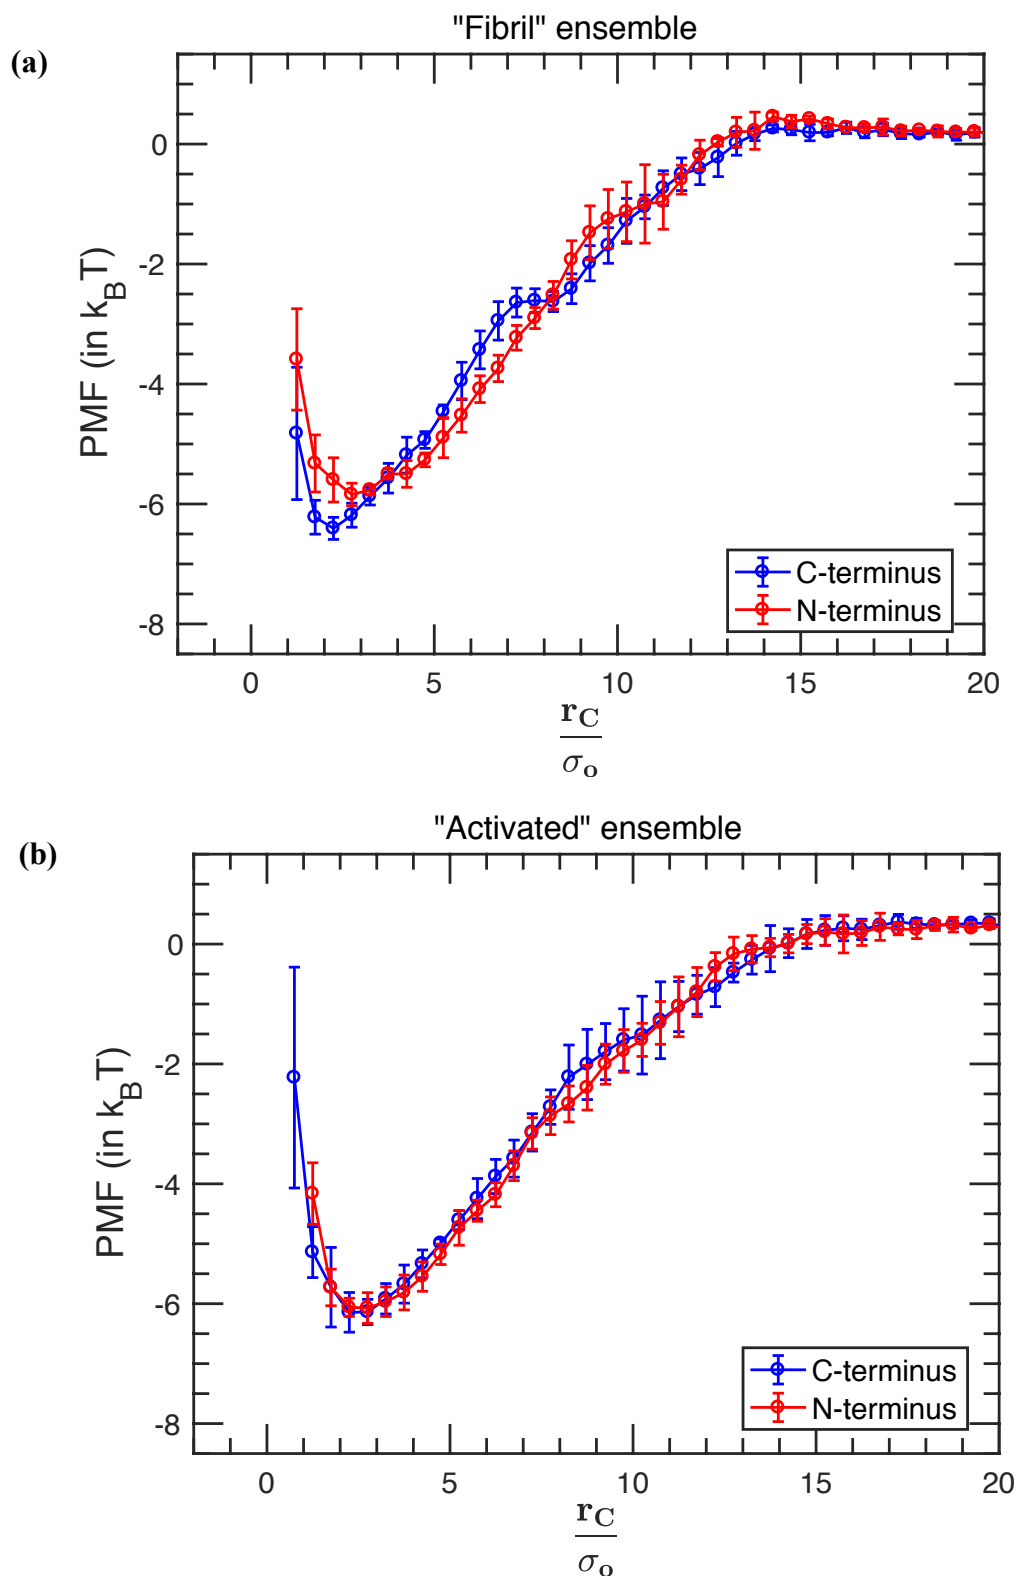 "Fibril" ensemble
(a)
0
-2
-4
-6
-8
PMF (in k_BT)
C-terminus
N-terminus
0 5 10 15 20
r_C
σ_o
"Activated" ensemble
(b)
0
-2
-4
-6
-8
PMF (in k_BT)
C-terminus
N-terminus
0 5 10 15 20
r_C
σ_o